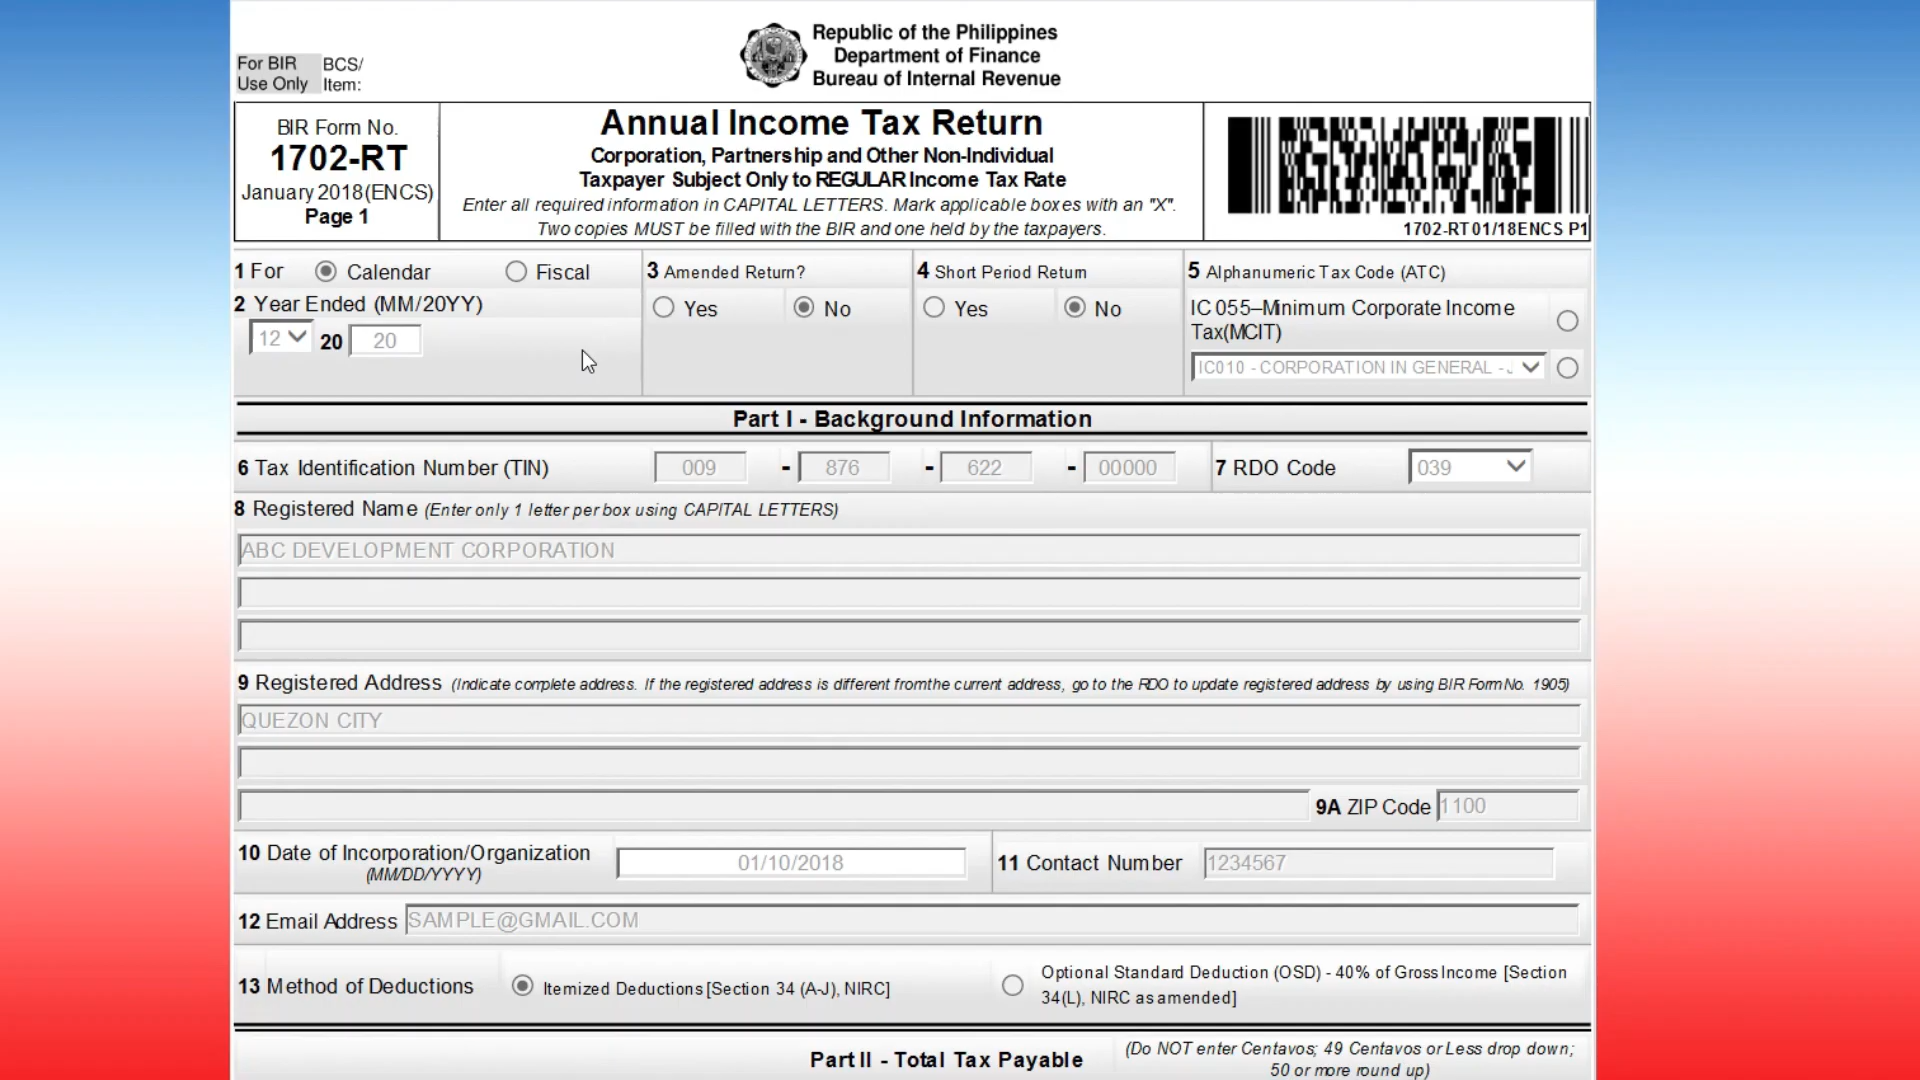 Republic of the Philippines
Department of Finance
Bureau of Internal Revenue
For BIR Use Only
BCS/ Item:
BIR Form No.
1702-RT
January 2018(ENCS)
Page 1
Annual Income Tax Return
Corporation, Partnership and Other Non-Individual
Taxpayer Subject Only to REGULAR Income Tax Rate
Enter all required information in CAPITAL LETTERS. Mark applicable boxes with an "X".
Two copies MUST be filled with the BIR and one held by the taxpayers.
1702-RT01/18ENCS P1
1 For Calendar Fiscal
2 Year Ended (MM/20YY)
12 20 20
3 Amended Return?
Yes No
4 Short Period Return
Yes No
5 Alphanumeric Tax Code (ATC)
IC 055–Minimum Corporate Income
Tax(MCIT)
IC010 - CORPORATION IN GENERAL -
Part I - Background Information
6 Tax Identification Number (TIN) 009 - 876 - 622 - 00000 7 RDO Code 039
8 Registered Name (Enter only 1 letter per box using CAPITAL LETTERS)
ABC DEVELOPMENT CORPORATION
9 Registered Address (Indicate complete address. If the registered address is different from the current address, go to the RDO to update registered address by using BIR Form No. 1905)
QUEZON CITY
9A ZIP Code 1100
10 Date of Incorporation/Organization
(MM/DD/YYYY)
01/10/2018
11 Contact Number 1234567
12 Email Address SAMPLE@GMAIL.COM
13 Method of Deductions Itemized Deductions [Section 34 (A-J), NIRC]
Optional Standard Deduction (OSD) - 40% of Gross Income [Section
34(L), NIRC as amended]
Part II - Total Tax Payable
(Do NOT enter Centavos; 49 Centavos or Less drop down;
50 or more round up)